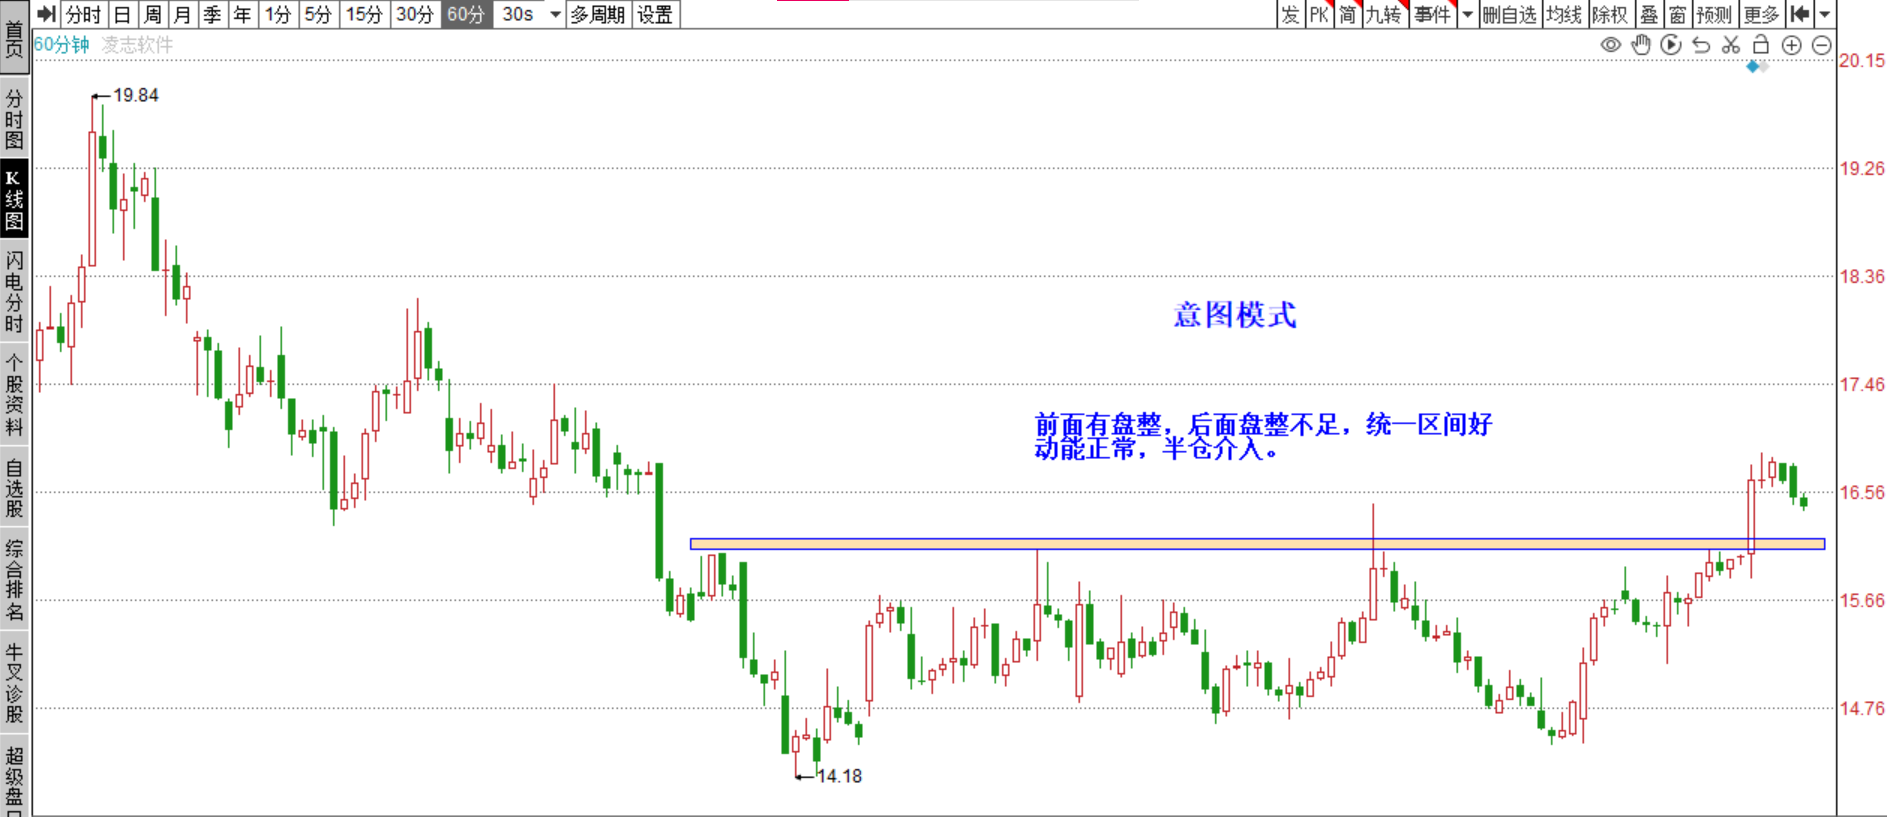 分时 日 周 月 季 年 1分 5分 15分 30分 60分 30s 多周期 设置
发 PK 简 九转 事件 删自选 均线 除权 叠 窗 预测 更多
首页
分时图
K线图
闪电分时
个股资料
自选股
综合排名
牛叉诊股
超级盘口
60分钟 凌志软件
20.15
19.84
19.26
18.36
意图模式
17.46
前面有盘整，后面盘整不足，统一区间好
动能正常，半仓介入。
16.56
15.66
14.76
14.18